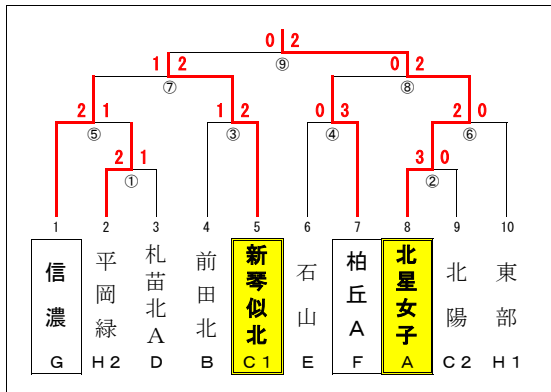 0 2
⑨
1 2
0 2
⑦
⑧
2 1
1 2
0 3
2 0
⑤
③
④
⑥
2 1
3 0
①
②
1 2 3 4 5 6 7 8 9 10
信濃 G
平岡緑 H2
札苗北A D
前田北 B
新琴似北 C1
石山 E
柏丘A F
北星女子 A
北陽 C2
東部 H1